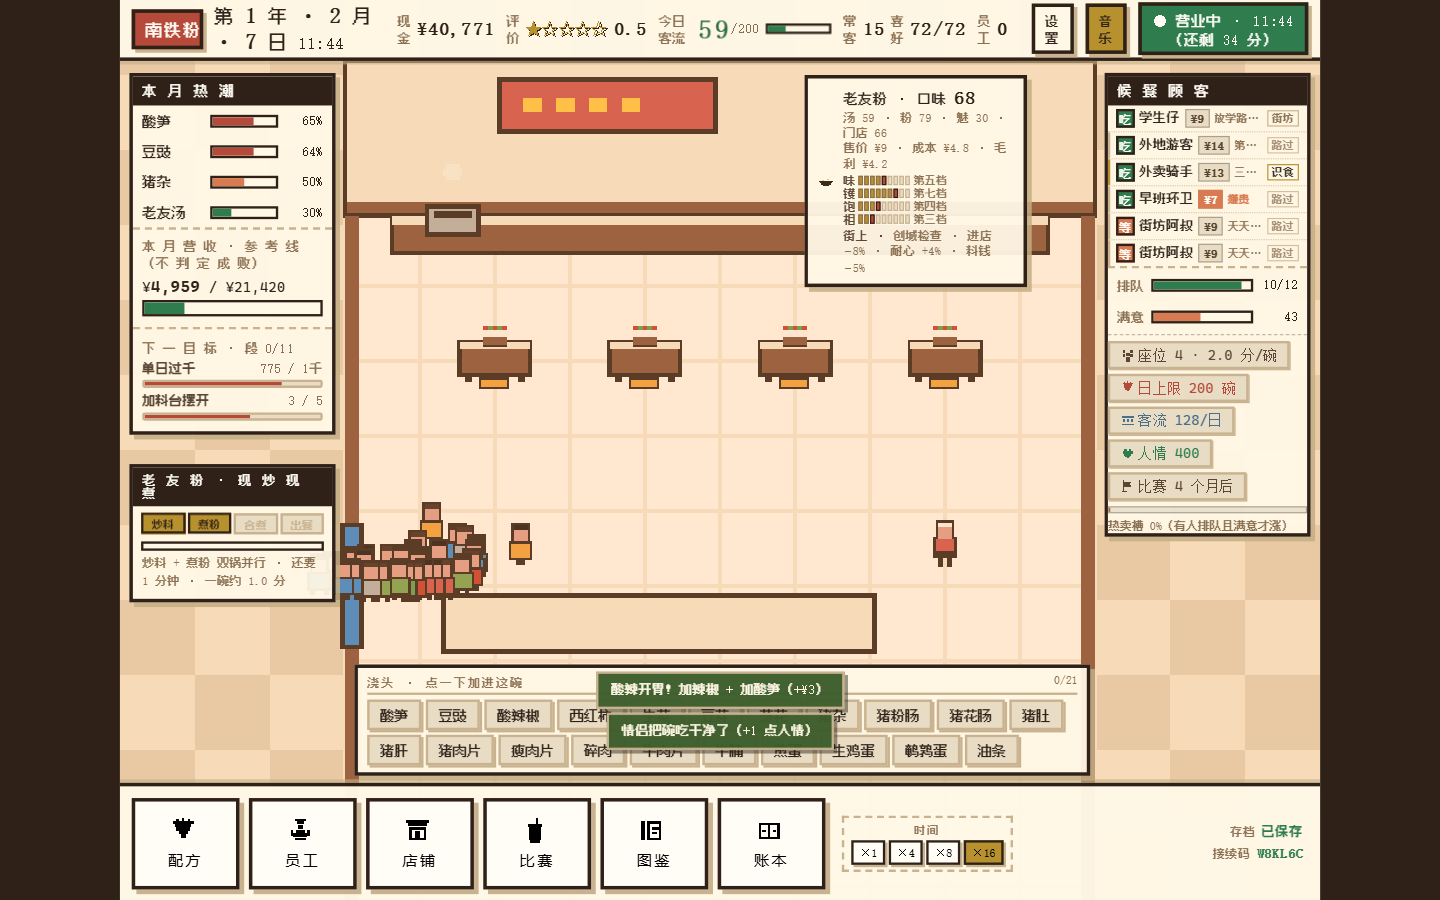 南铁粉
第 1 年 · 2 月 · 7 日 11:44
现金 ¥40,771
评价 0.5
今日客流 59/200
常客 15
喜好 72/72
员工 0
设置
音乐
营业中 · 11:44
(还剩 34 分)
本月热潮
酸笋 65%
豆豉 64%
猪杂 50%
老友汤 30%
本月营收 · 参考线
(不判定成败)
¥4,959 / ¥21,420
下一目标 · 段 0/11
单日过千 775 / 1千
加料台摆开 3 / 5
老友粉 · 现炒现煮
炒料 煮粉 合煮 出餐
炒料 + 煮粉 双锅并行 · 还要
1 分钟 · 一碗约 1.0 分
老友粉 · 口味 68
汤 59 · 粉 79 · 魅 30 ·
门店 66
售价 ¥9 · 成本 ¥4.8 · 毛
利 ¥4.2
味 第五档
镬 第七档
饱 第四档
相 第三档
街上 · 创城检查 · 进店
-8% · 耐心 +4% · 料钱
-5%
候餐顾客
吃 学生仔 ¥9 放学路… 街坊
吃 外地游客 ¥14 第… 路过
吃 外卖骑手 ¥13 三… 识食
吃 早班环卫 ¥7 嫌贵 路过
等 街坊阿叔 ¥9 天天… 路过
等 街坊阿叔 ¥9 天天… 路过
排队 10/12
满意 43
座位 4 · 2.0 分/碗
日上限 200 碗
客流 128/日
人情 400
比赛 4 个月后
热卖槽 0% (有人排队且满意才涨)
浇头 · 点一下加进这碗 0/21
酸辣开胃! 加辣椒 + 加酸笋 (+¥3)
酸笋 豆豉 酸辣椒 猪粉肠 猪花肠 猪肚
情侣把碗吃干净了 (+1 点人情)
猪肝 猪肉片 瘦肉片 碎肉 生鸡蛋 鹌鹑蛋 油条
配方
员工
店铺
比赛
图鉴
账本
时间
×1 ×4 ×8 ×16
存档 已保存
接续码 W8KL6C